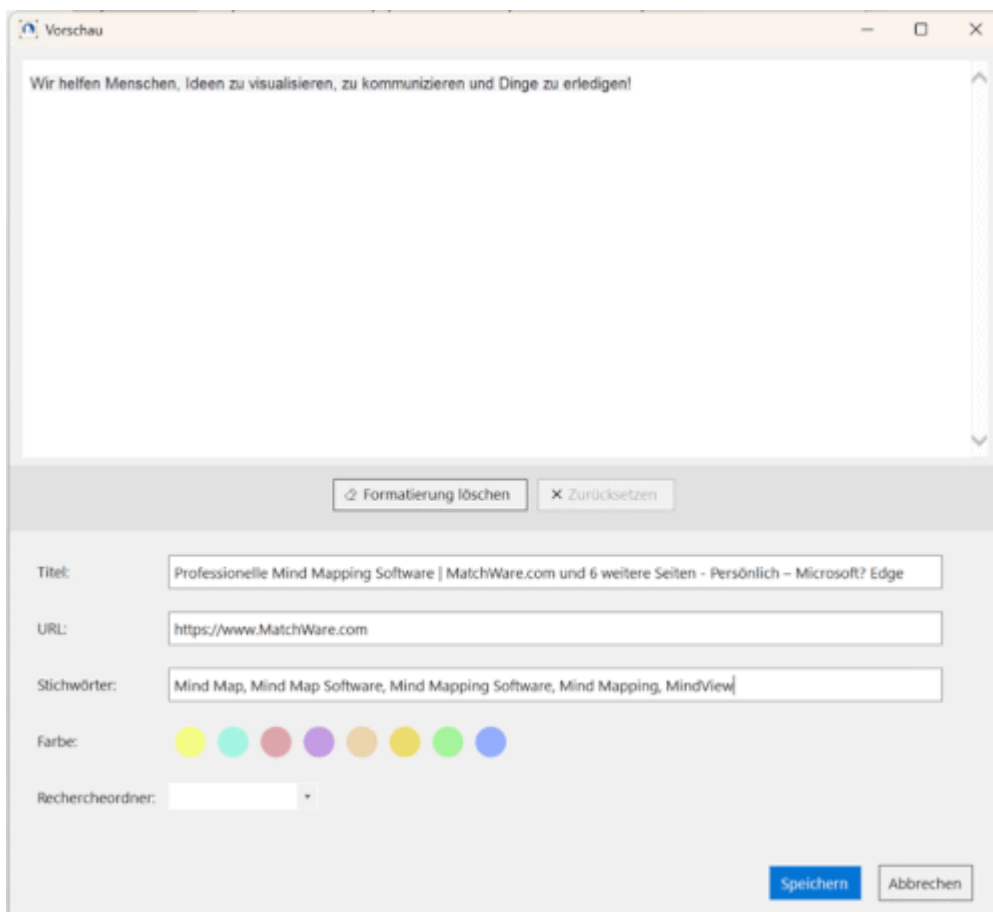 Vorschau
Wir helfen Menschen, Ideen zu visualisieren, zu kommunizieren und Dinge zu erledigen!
Formatierung löschen
Zurücksetzen
Titel:
Professionelle Mind Mapping Software | MatchWare.com und 6 weitere Seiten - Persönlich – Microsoft? Edge
URL:
https://www.MatchWare.com
Stichwörter:
Mind Map, Mind Map Software, Mind Mapping Software, Mind Mapping, MindView
Farbe:
Rechercheordner:
Speichern
Abbrechen